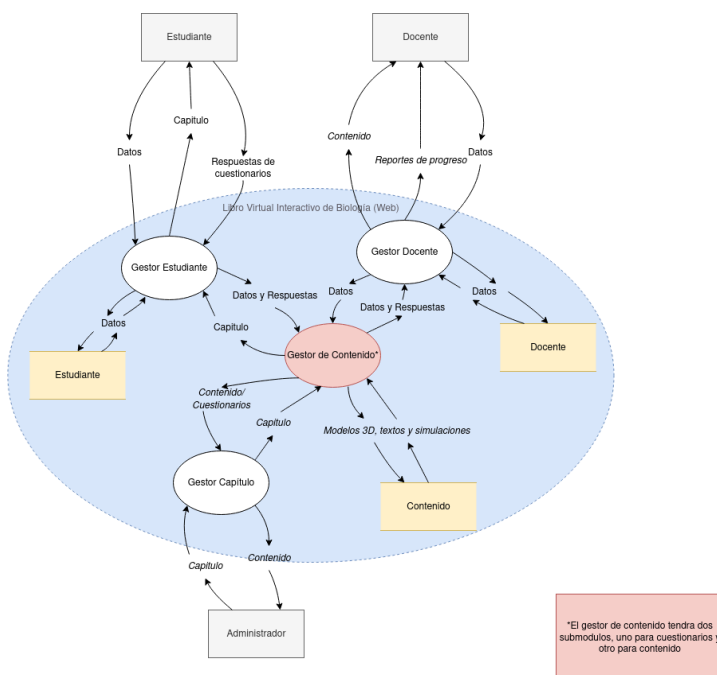 Estudiante
Docente
Capitulo
Contenido
Datos
Reportes de progreso
Datos
Respuestas de
cuestionarios
Libro Virtual Interactivo de Biología (Web)
Gestor Estudiante
Gestor Docente
Datos y Respuestas
Datos
Datos
Datos y Respuestas
Datos
Capitulo
Docente
Gestor de Contenido*
Estudiante
Contenido/
Cuestionarios
Capitulo
Modelos 3D, textos y simulaciones
Gestor Capítulo
Contenido
Capitulo
Contenido
Administrador
*El gestor de contenido tendra dos
submodulos, uno para cuestionarios y
otro para contenido